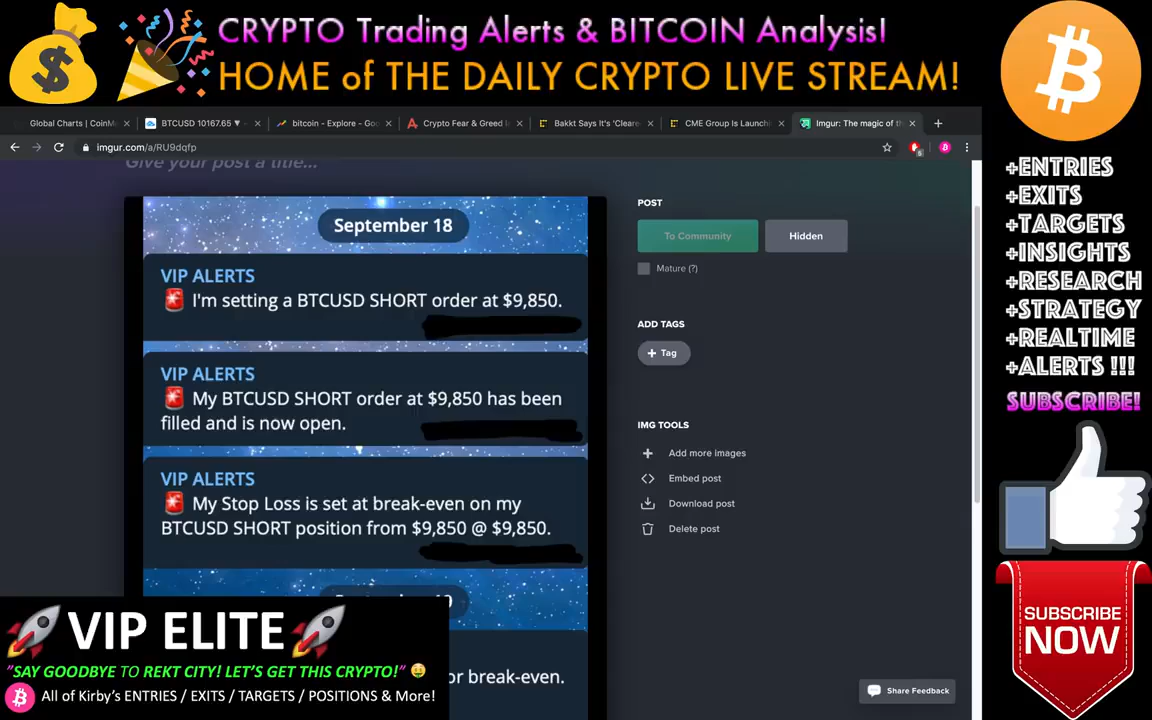 CRYPTO Trading Alerts & BITCOIN Analysis!
HOME of THE DAILY CRYPTO LIVE STREAM!
Global Charts | CoinM
BTCUSD 10167.65 ▼
bitcoin - Explore - Goo
Crypto Fear & Greed I
Bakkt Says It's 'Cleare
CME Group Is Launchi
Imgur: The magic of th
imgur.com/a/RU9dqfp
Give your post a title...
September 18
VIP ALERTS
🚨 I'm setting a BTCUSD SHORT order at $9,850.
VIP ALERTS
🚨 My BTCUSD SHORT order at $9,850 has been
filled and is now open.
VIP ALERTS
🚨 My Stop Loss is set at break-even on my
BTCUSD SHORT position from $9,850 @ $9,850.
or break-even.
POST
To Community
Hidden
Mature (?)
ADD TAGS
+ Tag
IMG TOOLS
Add more images
Embed post
Download post
Delete post
Share Feedback
VIP ELITE
"SAY GOODBYE TO REKT CITY! LET'S GET THIS CRYPTO!" 🤑
All of Kirby's ENTRIES / EXITS / TARGETS / POSITIONS & More!
+ENTRIES
+EXITS
+TARGETS
+INSIGHTS
+RESEARCH
+STRATEGY
+REALTIME
+ALERTS !!!
SUBSCRIBE!
SUBSCRIBE
NOW